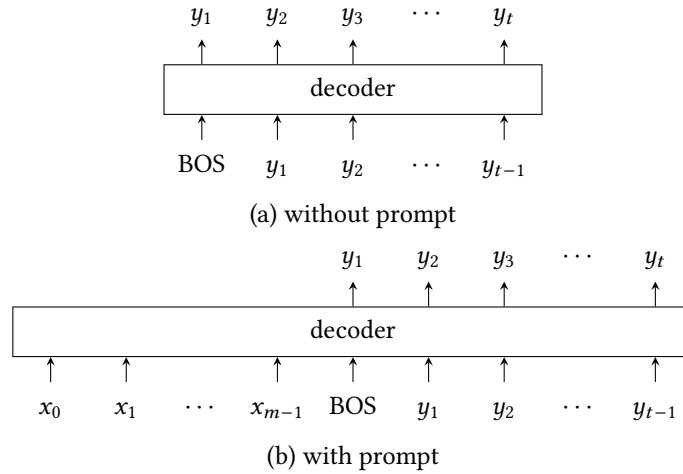 y₁ y₂ y₃ ⋯ yₜ
decoder
BOS y₁ y₂ ⋯ yₜ₋₁
(a) without prompt
y₁ y₂ y₃ ⋯ yₜ
decoder
x₀ x₁ ⋯ xₘ₋₁ BOS y₁ y₂ ⋯ yₜ₋₁
(b) with prompt